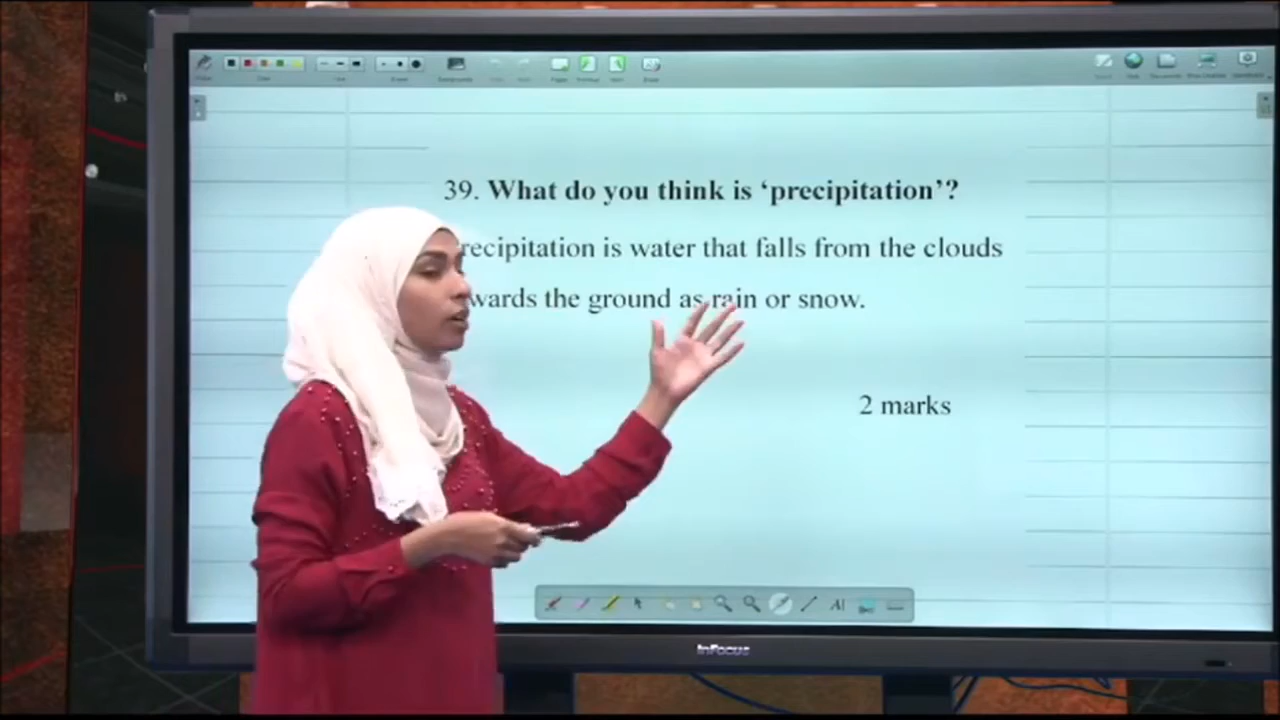 39. What do you think is ‘precipitation’?
recipitation is water that falls from the clouds
wards the ground as rain or snow.
2 marks
A
InFocus